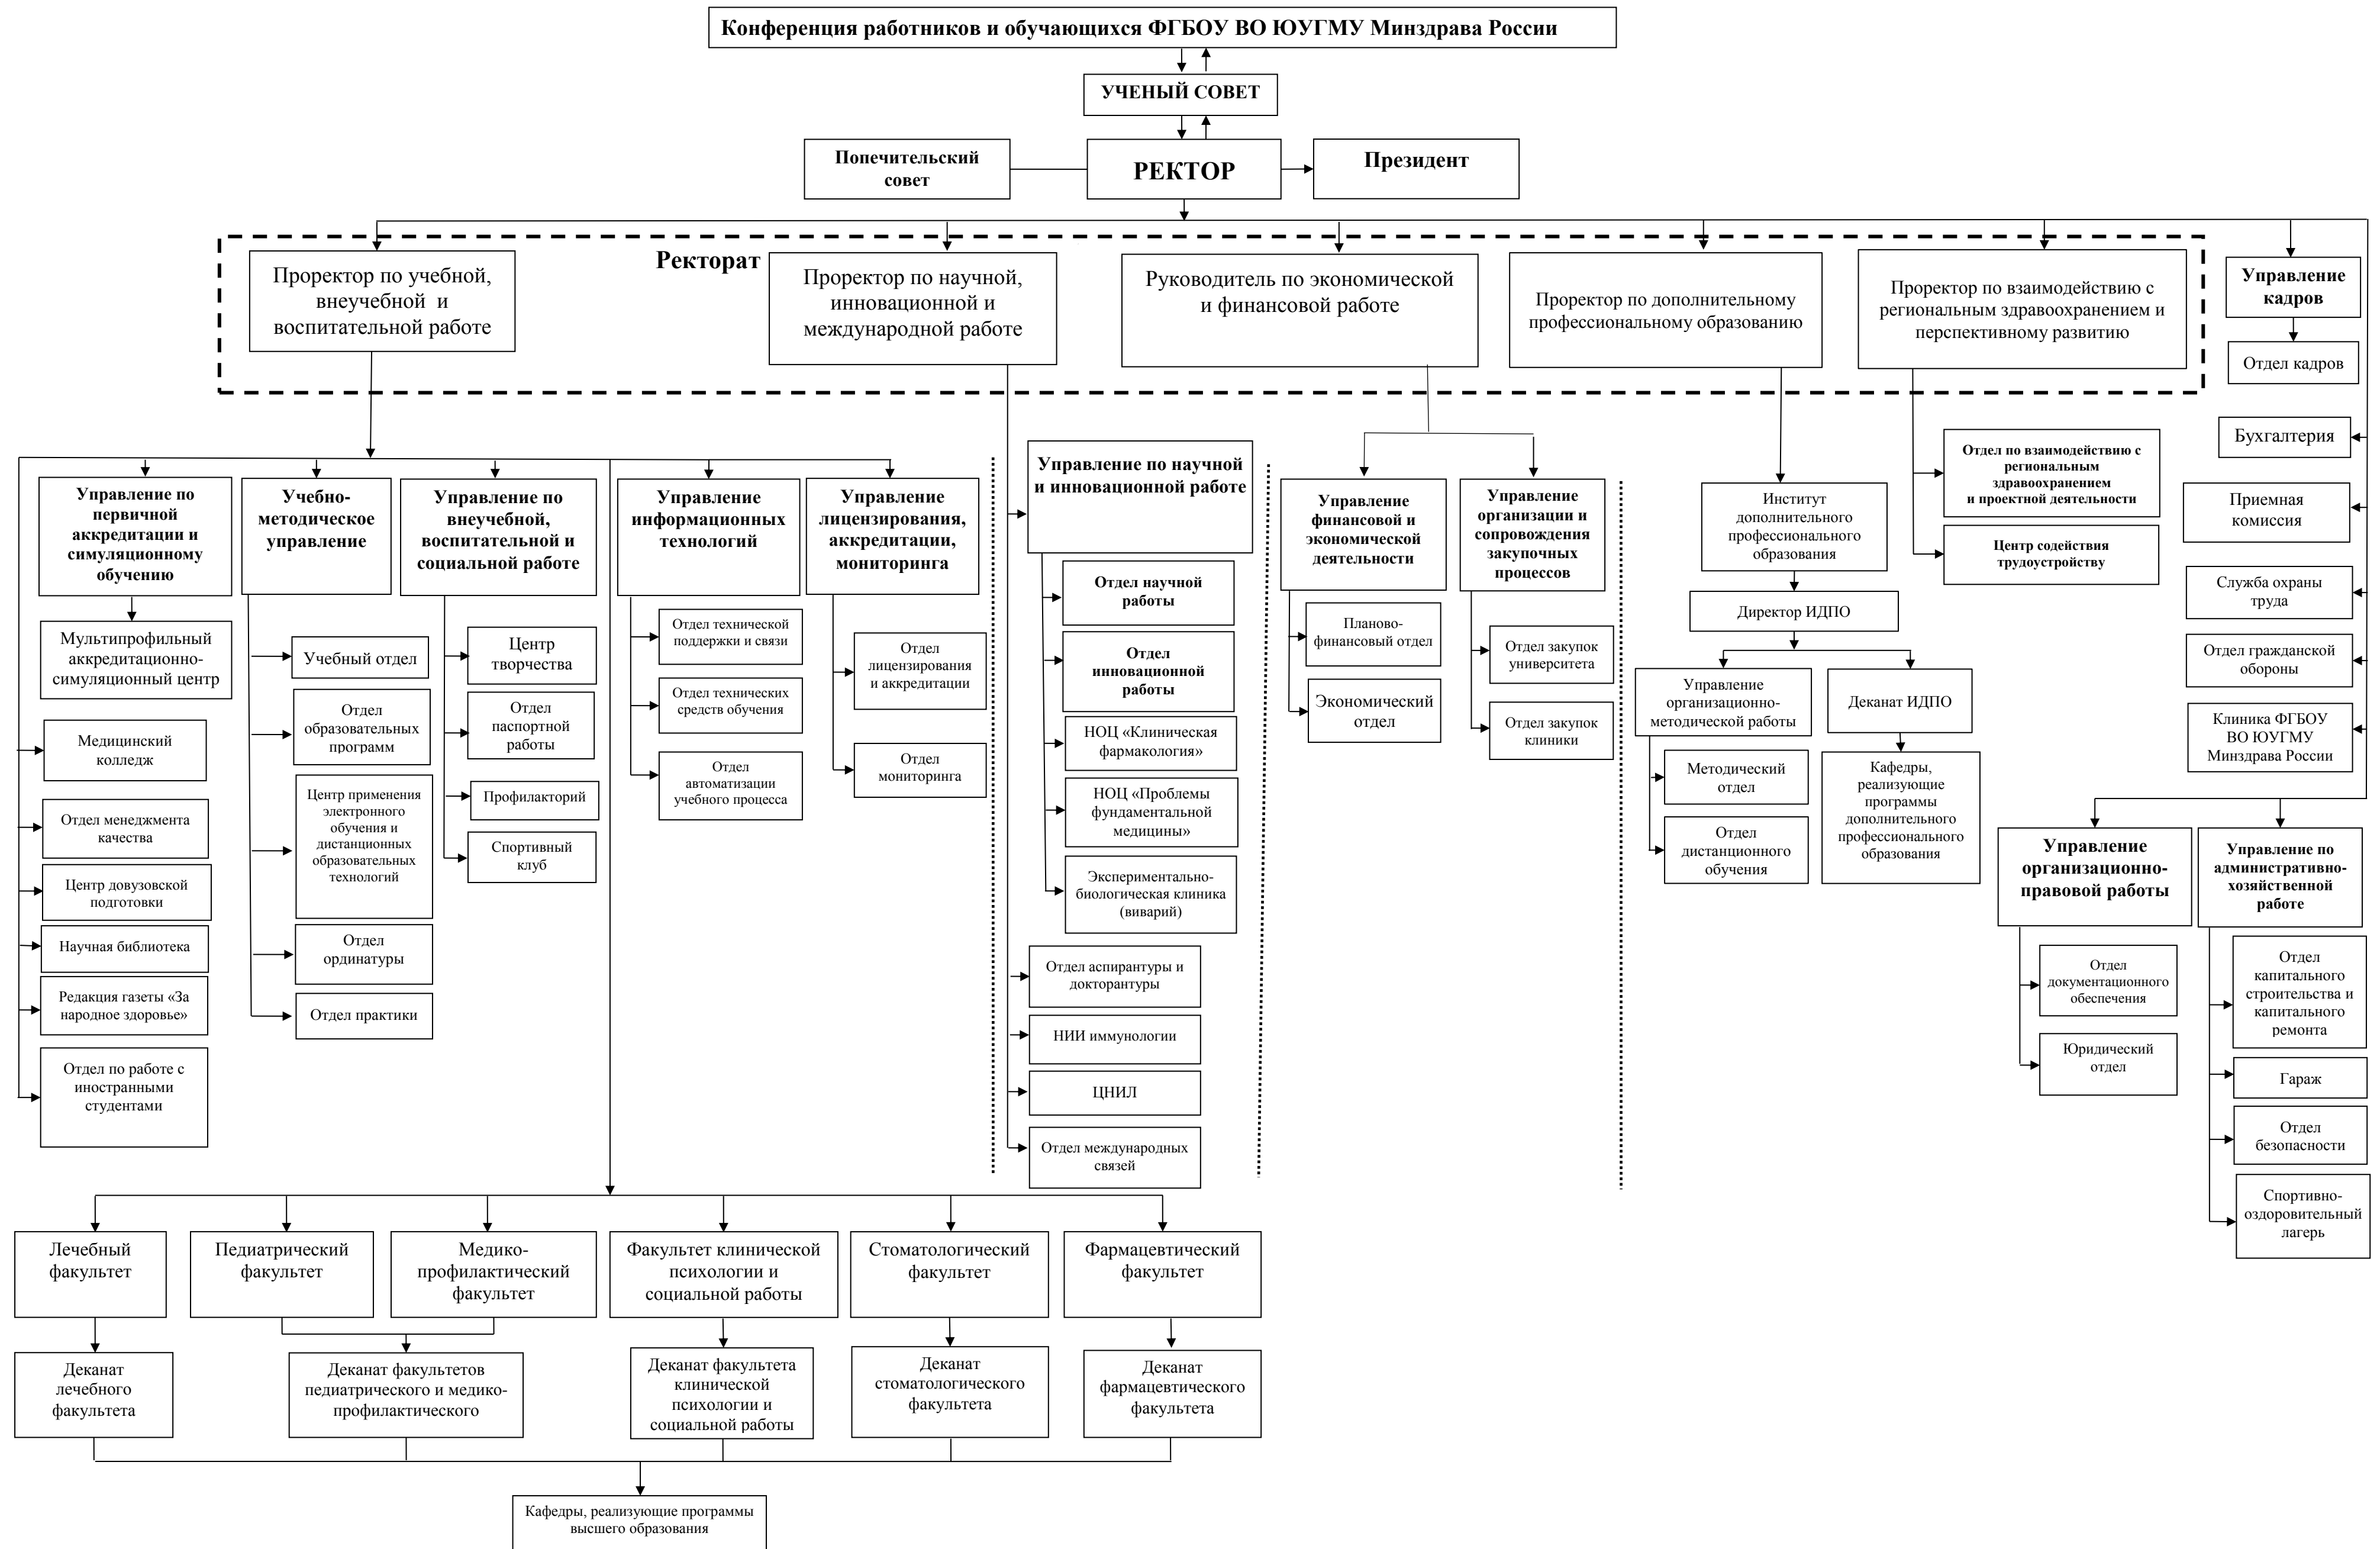 Конференция работников и обучающихся ФГБОУ ВО ЮУГМУ Минздрава России
УЧЕНЫЙ СОВЕТ
Попечительский
совет
РЕКТОР
Президент
Ректорат
Проректор по учебной,
внеучебной и
воспитательной работе
Проректор по научной,
инновационной и
международной работе
Руководитель по экономической
и финансовой работе
Проректор по дополнительному
профессиональному образованию
Проректор по взаимодействию с
региональным здравоохранением и
перспективному развитию
Управление
кадров
Отдел кадров
Бухгалтерия
Приемная
комиссия
Служба охраны
труда
Отдел гражданской
обороны
Клиника ФГБОУ
ВО ЮУГМУ
Минздрава России
Управление по
первичной
аккредитации и
симуляционному
обучению
Мультипрофильный
аккредитационно-
симуляционный центр
Медицинский
колледж
Отдел менеджмента
качества
Центр довузовской
подготовки
Научная библиотека
Редакция газеты «За
народное здоровье»
Отдел по работе с
иностранными
студентами
Учебно-
методическое
управление
Учебный отдел
Отдел
образовательных
программ
Центр применения
электронного
обучения и
дистанционных
образовательных
технологий
Отдел
ординатуры
Отдел практики
Управление по
внеучебной,
воспитательной и
социальной работе
Центр
творчества
Отдел
паспортной
работы
Профилакторий
Спортивный
клуб
Управление
информационных
технологий
Отдел технической
поддержки и связи
Отдел технических
средств обучения
Отдел
автоматизации
учебного процесса
Управление
лицензирования,
аккредитации,
мониторинга
Отдел
лицензирования
и аккредитации
Отдел
мониторинга
Управление по научной
и инновационной работе
Отдел научной
работы
Отдел
инновационной
работы
НОЦ «Клиническая
фармакология»
НОЦ «Проблемы
фундаментальной
медицины»
Экспериментально-
биологическая клиника
(виварий)
Отдел аспирантуры и
докторантуры
НИИ иммунологии
ЦНИЛ
Отдел международных
связей
Управление
финансовой и
экономической
деятельности
Планово-
финансовый отдел
Экономический
отдел
Управление
организации и
сопровождения
закупочных
процессов
Отдел закупок
университета
Отдел закупок
клиники
Институт
дополнительного
профессионального
образования
Директор ИДПО
Управление
организационно-
методической работы
Методический
отдел
Отдел
дистанционного
обучения
Деканат ИДПО
Кафедры,
реализующие
программы
дополнительного
профессионального
образования
Отдел по взаимодействию с
региональным
здравоохранением
и проектной деятельности
Центр содействия
трудоустройству
Управление
организационно-
правовой работы
Отдел
документационного
обеспечения
Юридический
отдел
Управление по
административно-
хозяйственной
работе
Отдел
капитального
строительства и
капитального
ремонта
Гараж
Отдел
безопасности
Спортивно-
оздоровительный
лагерь
Лечебный
факультет
Педиатрический
факультет
Медико-
профилактический
факультет
Факультет клинической
психологии и
социальной работы
Стоматологический
факультет
Фармацевтический
факультет
Деканат
лечебного
факультета
Деканат факультетов
педиатрического и медико-
профилактического
Деканат факультета
клинической
психологии и
социальной работы
Деканат
стоматологического
факультета
Деканат
фармацевтического
факультета
Кафедры, реализующие программы
высшего образования